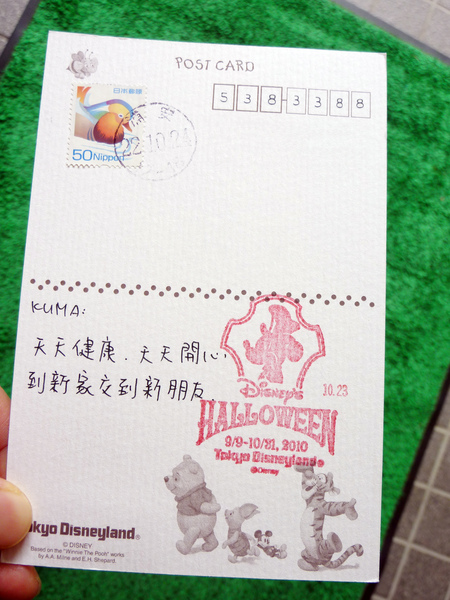 POST CARD
538-3388
日本郵便
50 Nippon
22.10.24
KUMA:
天天健康、天天開心,
到新家交到新朋友.
DISNEY'S
10.23
HALLOWEEN
9/9-10/31, 2010
Tokyo Disneyland®
©Disney
Tokyo Disneyland®
© DISNEY
Based on the "Winnie The Pooh" works
by A.A. Milne and E.H. Shepard.